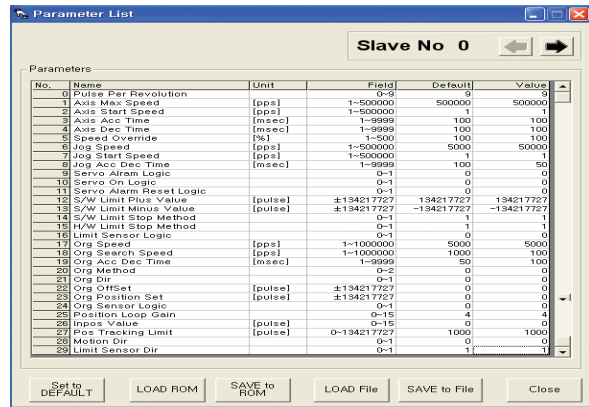 Parameter List
Slave No 0
Parameters
No. Name Unit Field Default Value
0 Pulse Per Revolution 0~9 9 9
1 Axis Max Speed [pps] 1~500000 500000 500000
2 Axis Start Speed [pps] 1~500000 1 1
3 Axis Acc Time [msec] 1~9999 100 100
4 Axis Dec Time [msec] 1~9999 100 100
5 Speed Override [%] 1~500 100 100
6 Jog Speed [pps] 1~500000 5000 50000
7 Jog Start Speed [pps] 1~500000 1 1
8 Jog Acc Dec Time [msec] 1~9999 100 50
9 Servo Alram Logic 0~1 0 0
10 Servo On Logic 0~1 0 0
11 Servo Alarm Reset Logic 0~1 0 0
12 S/W Limit Plus Value [pulse] ±134217727 134217727 134217727
13 S/W Limit Minus Value [pulse] ±134217727 -134217727 -134217727
14 S/W Limit Stop Method 0~1 1 1
15 H/W Limit Stop Method 0~1 1 1
16 Limit Sensor Logic 0~1 0 0
17 Org Speed [pps] 1~1000000 5000 5000
18 Org Search Speed [pps] 1~1000000 1000 100
19 Org Acc Dec Time [msec] 1~9999 50 100
20 Org Method 0~2 0 0
21 Org Dir 0~1 0 0
22 Org OffSet [pulse] ±134217727 0 0
23 Org Position Set [pulse] ±134217727 0 0
24 Org Sensor Logic 0~1 0 0
25 Position Loop Gain 0~15 4 4
26 Inpos Value [pulse] 0~15 0 0
27 Pos Tracking Limit [pulse] 0~134217727 1000 1000
28 Motion Dir 0~1 0 0
29 Limit Sensor Dir 0~1 1 1
Set to DEFAULT LOAD ROM SAVE to ROM LOAD File SAVE to File Close